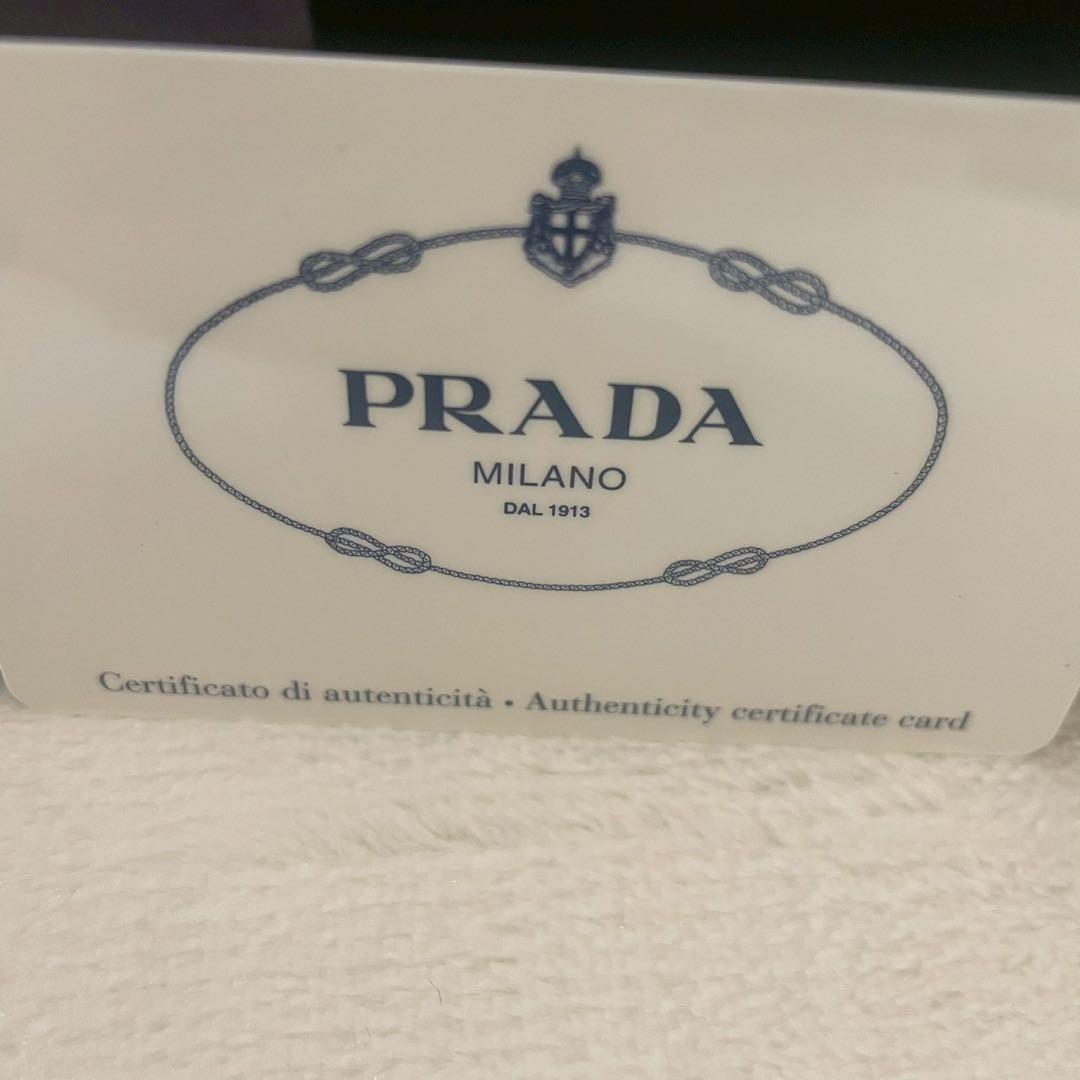 PRADA
MILANO
DAL 1913
Certificato di autenticità • Authenticity certificate card